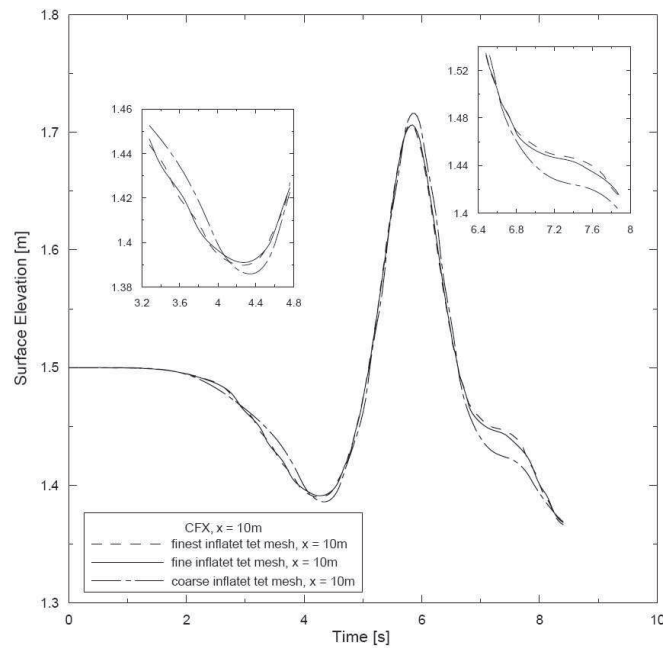 1.8
1.7
1.6
1.5
1.4
1.3
Surface Elevation [m]
0 2 4 6 8 10
Time [s]
1.46
1.44
1.42
1.4
1.38
3.2 3.6 4 4.4 4.8
1.52
1.48
1.44
1.4
6.4 6.8 7.2 7.6 8
CFX, x = 10m
finest inflatet tet mesh, x = 10m
fine inflatet tet mesh, x = 10m
coarse inflatet tet mesh, x = 10m